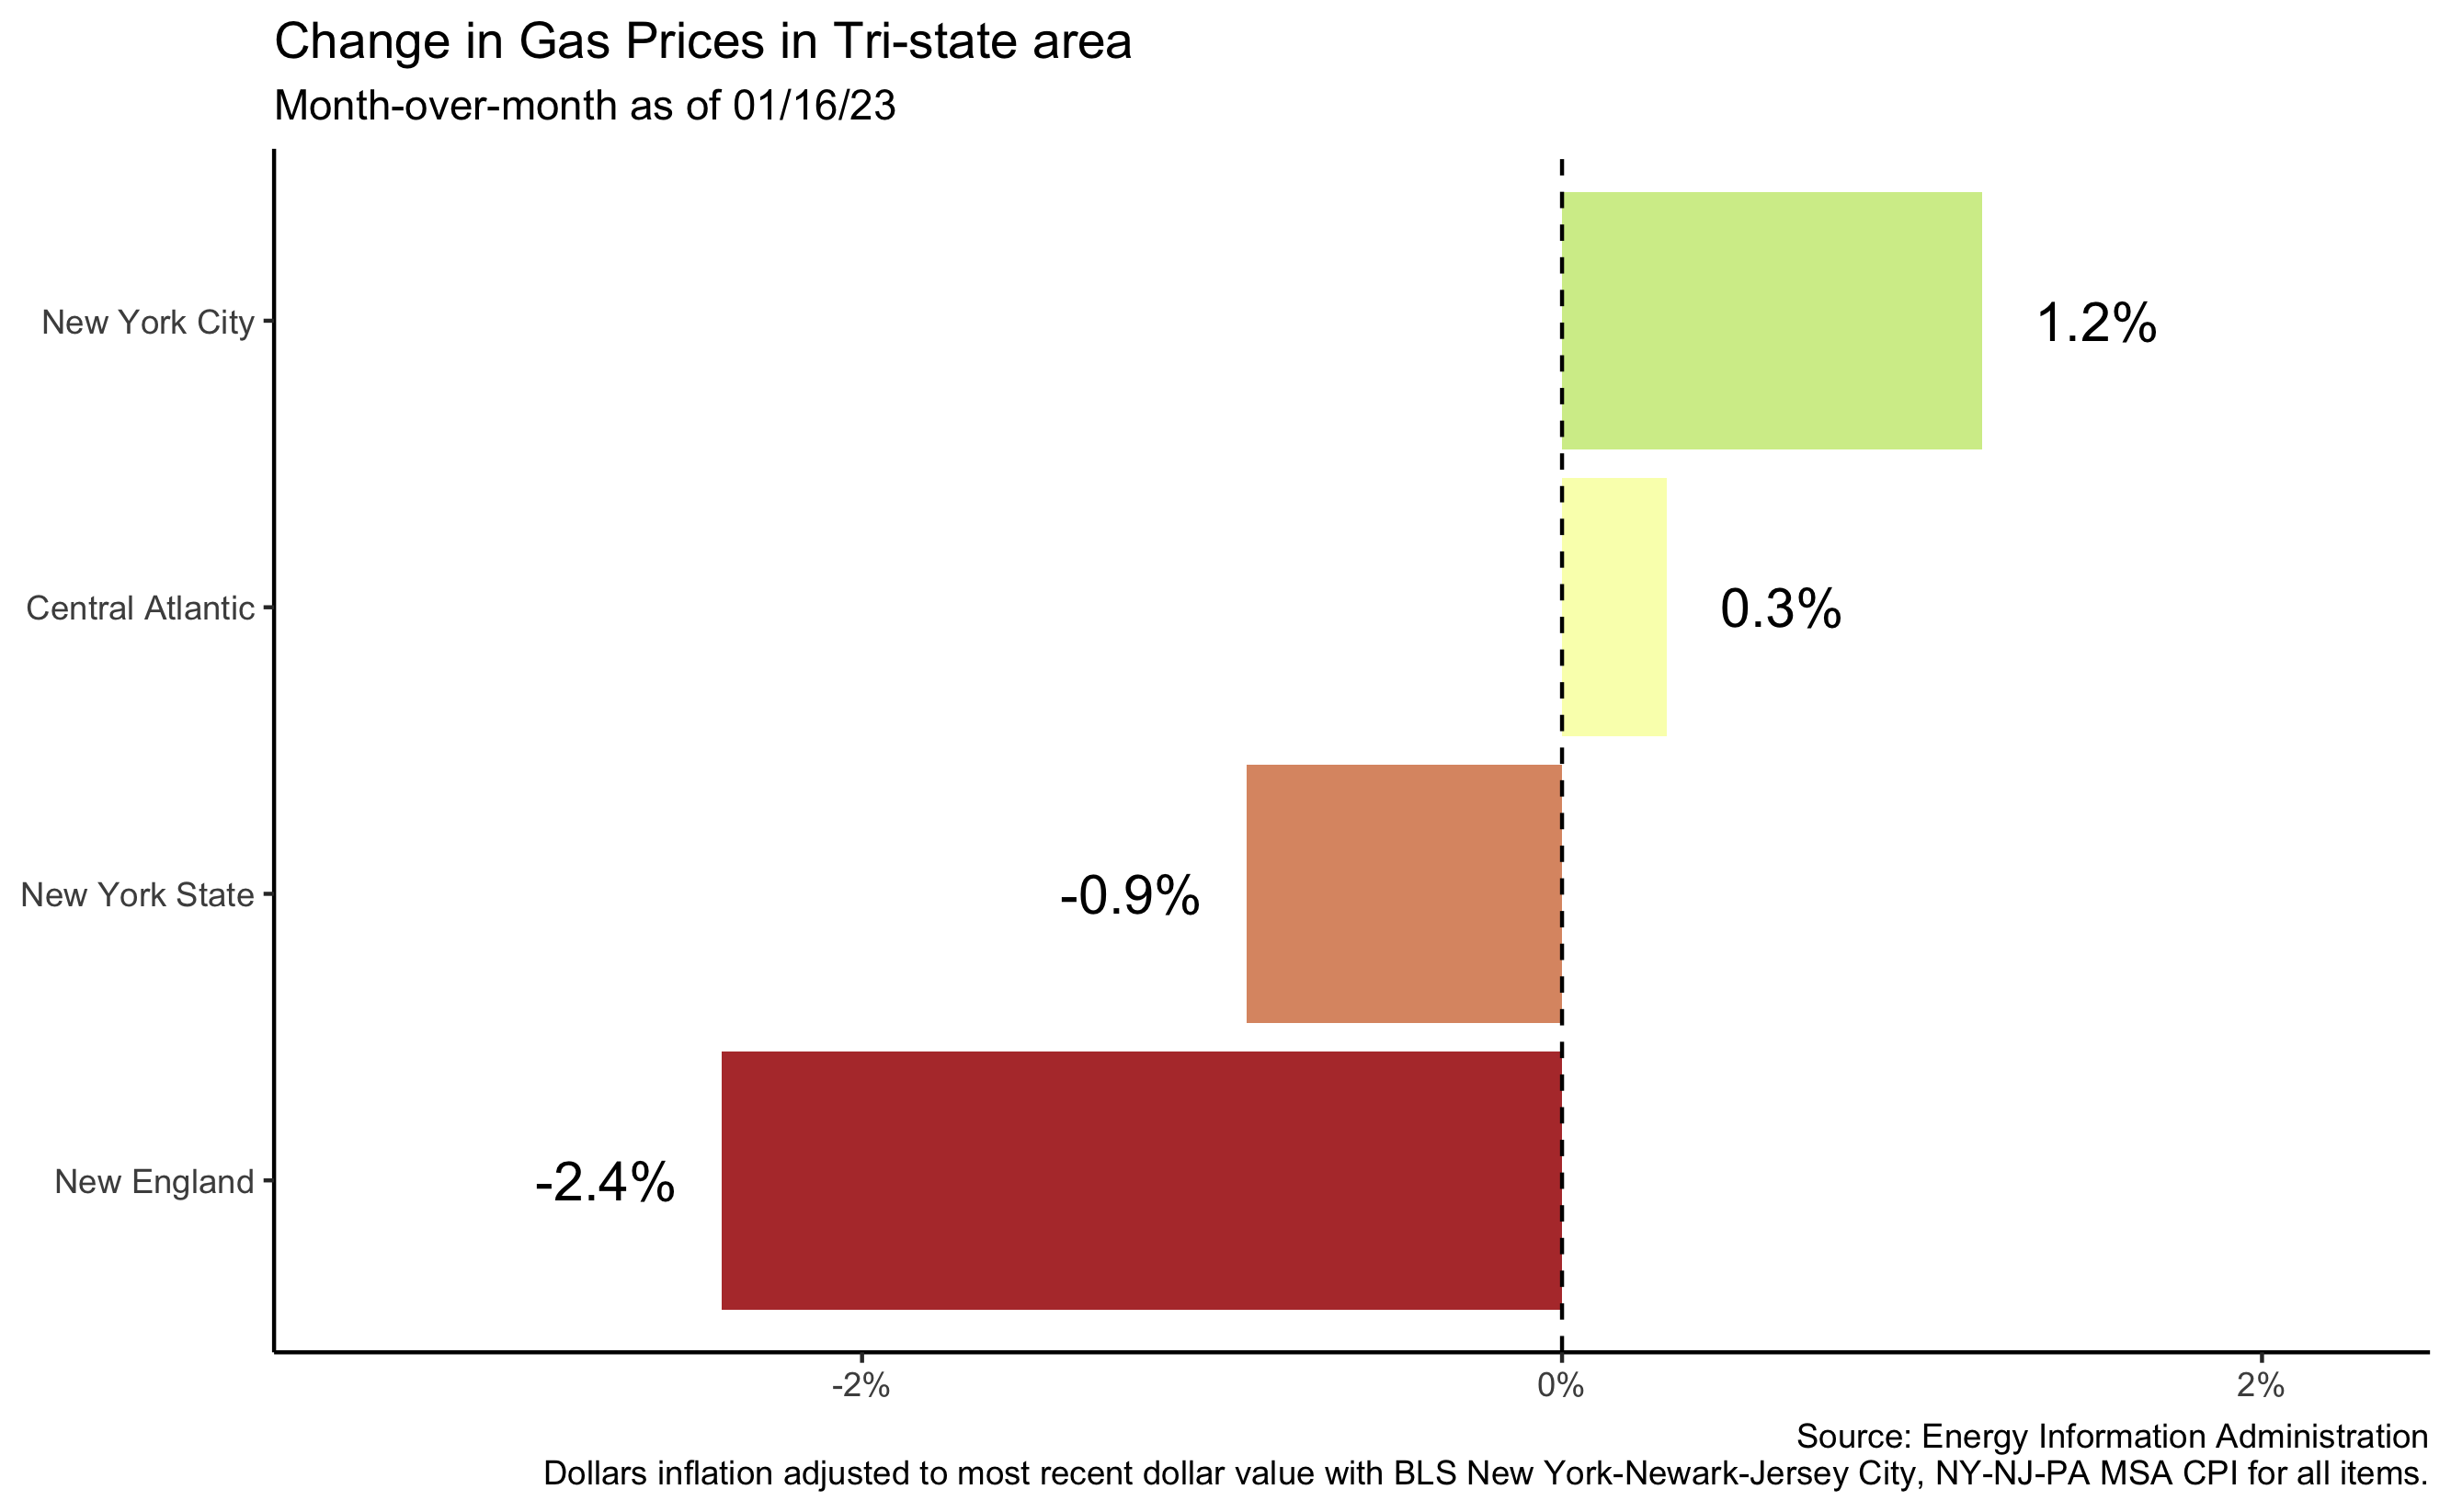 Change in Gas Prices in Tri-state area
Month-over-month as of 01/16/23
New York City
1.2%
Central Atlantic
0.3%
New York State
-0.9%
New England
-2.4%
-2%
0%
2%
Source: Energy Information Administration
Dollars inflation adjusted to most recent dollar value with BLS New York-Newark-Jersey City, NY-NJ-PA MSA CPI for all items.